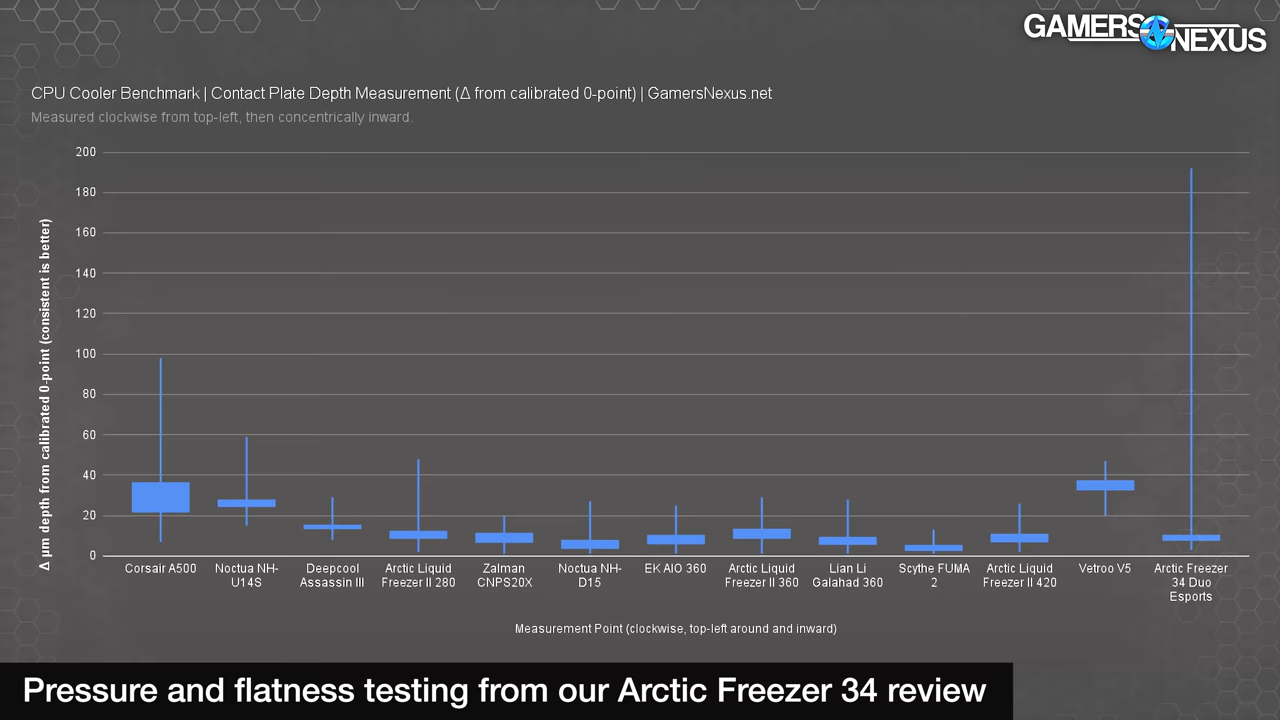 GAMERS NEXUS
CPU Cooler Benchmark | Contact Plate Depth Measurement (Δ from calibrated 0-point) | GamersNexus.net
Measured clockwise from top-left, then concentrically inward.
Δ µm depth from calibrated 0-point (consistent is better)
200
180
160
140
120
100
80
60
40
20
0
Corsair A500
Noctua NH-
U14S
Deepcool
Assassin III
Arctic Liquid
Freezer II 280
Zalman
CNPS20X
Noctua NH-
D15
EK AIO 360
Arctic Liquid
Freezer II 360
Lian Li
Galahad 360
Scythe FUMA
2
Arctic Liquid
Freezer II 420
Vetroo V5
Arctic Freezer
34 Duo
Esports
Measurement Point (clockwise, top-left around and inward)
Pressure and flatness testing from our Arctic Freezer 34 review